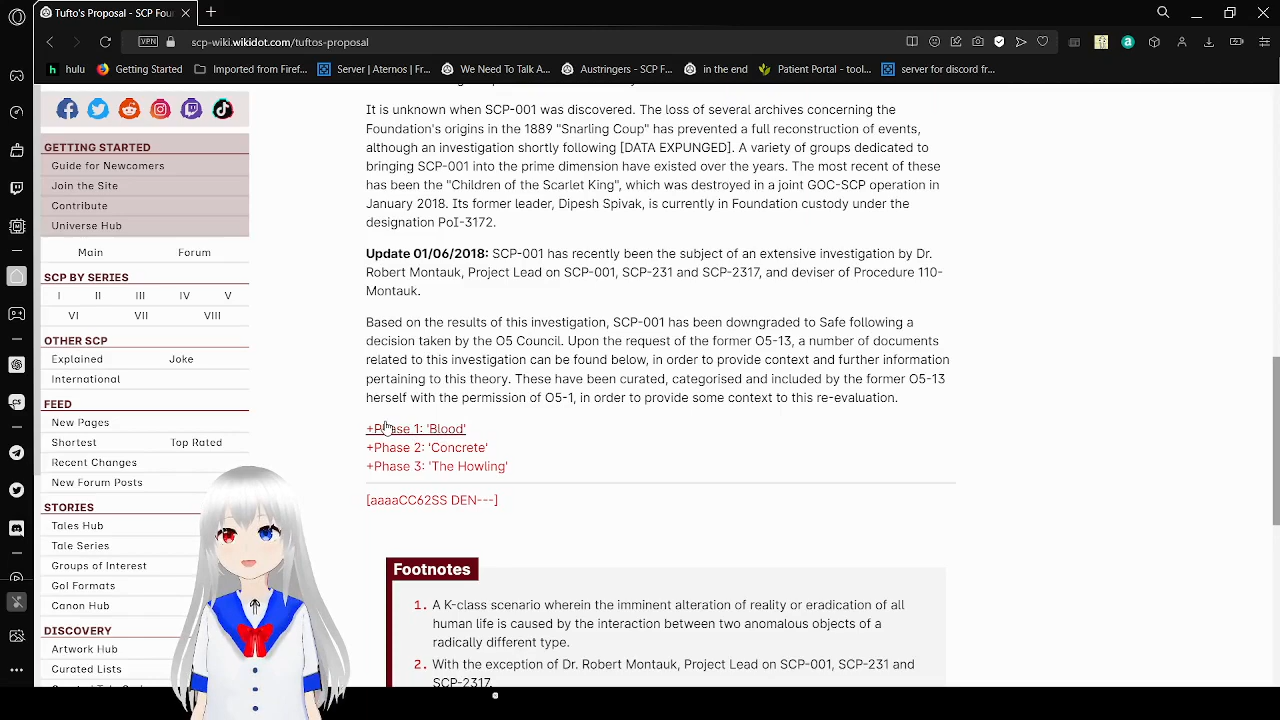 Tufto's Proposal - SCP Foun
VPN
scp-wiki.wikidot.com/tuftos-proposal
h hulu
Getting Started
Imported from Firef...
Server | Aternos | Fr...
We Need To Talk A...
Austringers - SCP F...
in the end
Patient Portal - tool...
server for discord fr...
GETTING STARTED
Guide for Newcomers
Join the Site
Contribute
Universe Hub
Main Forum
SCP BY SERIES
I II III IV V
VI VII VIII
OTHER SCP
Explained Joke
International
FEED
New Pages
Shortest Top Rated
Recent Changes
New Forum Posts
STORIES
Tales Hub
Tale Series
Groups of Interest
GoI Formats
Canon Hub
DISCOVERY
Artwork Hub
Curated Lists
It is unknown when SCP-001 was discovered. The loss of several archives concerning the
Foundation's origins in the 1889 "Snarling Coup" has prevented a full reconstruction of events,
although an investigation shortly following [DATA EXPUNGED]. A variety of groups dedicated to
bringing SCP-001 into the prime dimension have existed over the years. The most recent of these
has been the "Children of the Scarlet King", which was destroyed in a joint GOC-SCP operation in
January 2018. Its former leader, Dipesh Spivak, is currently in Foundation custody under the
designation PoI-3172.
Update 01/06/2018: SCP-001 has recently been the subject of an extensive investigation by Dr.
Robert Montauk, Project Lead on SCP-001, SCP-231 and SCP-2317, and deviser of Procedure 110-
Montauk.
Based on the results of this investigation, SCP-001 has been downgraded to Safe following a
decision taken by the O5 Council. Upon the request of the former O5-13, a number of documents
related to this investigation can be found below, in order to provide context and further information
pertaining to this theory. These have been curated, categorised and included by the former O5-13
herself with the permission of O5-1, in order to provide some context to this re-evaluation.
+Phase 1: 'Blood'
+Phase 2: 'Concrete'
+Phase 3: 'The Howling'
[aaaaCC62SS DEN---]
Footnotes
1. A K-class scenario wherein the imminent alteration of reality or eradication of all
human life is caused by the interaction between two anomalous objects of a
radically different type.
2. With the exception of Dr. Robert Montauk, Project Lead on SCP-001, SCP-231 and
SCP-2317.